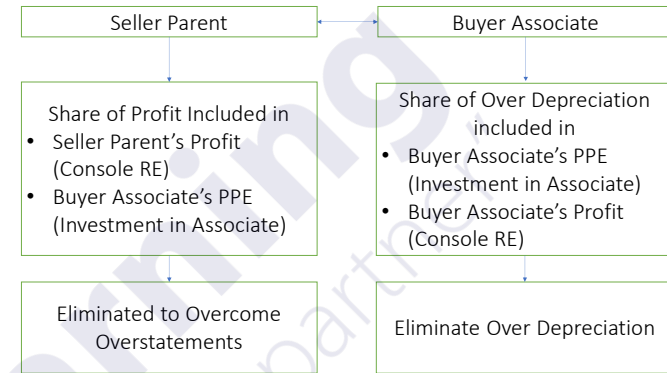 Seller Parent
Buyer Associate
Share of Profit Included in
• Seller Parent's Profit
(Console RE)
• Buyer Associate's PPE
(Investment in Associate)
Share of Over Depreciation
included in
• Buyer Associate's PPE
(Investment in Associate)
• Buyer Associate's Profit
(Console RE)
Eliminated to Overcome
Overstatements
Eliminate Over Depreciation